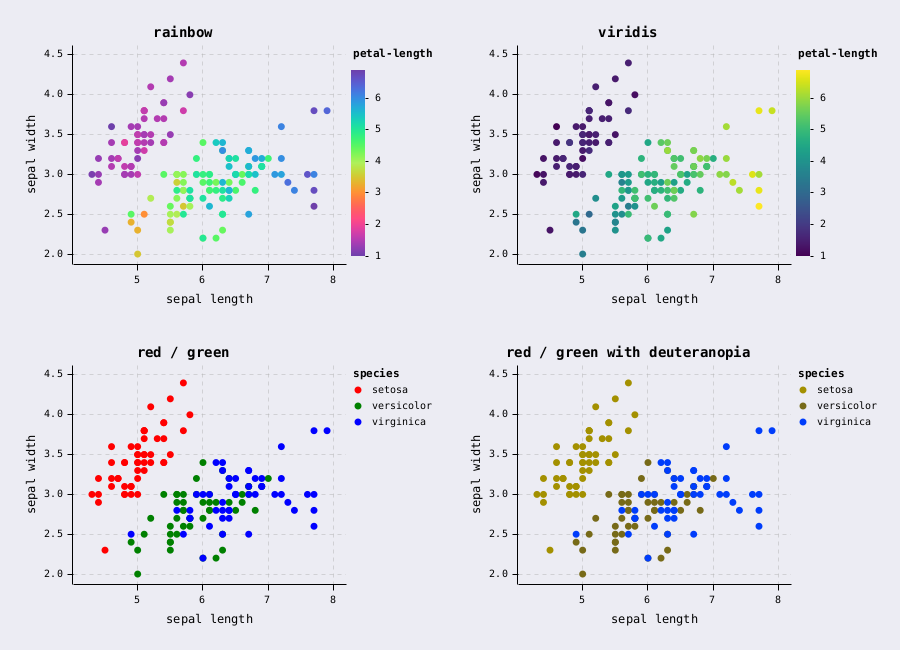 rainbow
petal-length
4.5
4.0
3.5
3.0
2.5
2.0
sepal width
5
6
7
8
sepal length
6
5
4
3
2
1
viridis
petal-length
4.5
4.0
3.5
3.0
2.5
2.0
sepal width
5
6
7
8
sepal length
6
5
4
3
2
1
red / green
species
setosa
versicolor
virginica
4.5
4.0
3.5
3.0
2.5
2.0
sepal width
5
6
7
8
sepal length
red / green with deuteranopia
species
setosa
versicolor
virginica
4.5
4.0
3.5
3.0
2.5
2.0
sepal width
5
6
7
8
sepal length